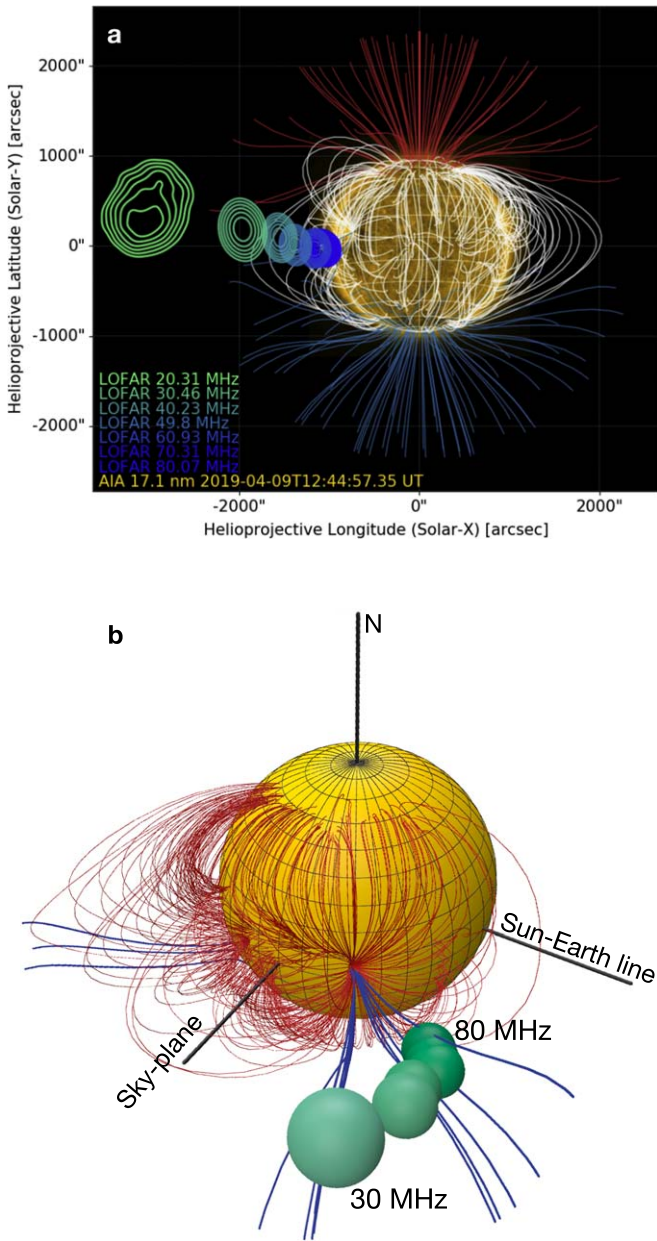 a
2000"
1000"
0"
-1000"
-2000"
Helioprojective Latitude (Solar-Y) [arcsec]
LOFAR 20.31 MHz
LOFAR 30.46 MHz
LOFAR 40.23 MHz
LOFAR 49.8 MHz
LOFAR 60.93 MHz
LOFAR 70.31 MHz
LOFAR 80.07 MHz
AIA 17.1 nm 2019-04-09T12:44:57.35 UT
-2000" 0" 2000"
Helioprojective Longitude (Solar-X) [arcsec]
b
N
Sun-Earth line
Sky-plane
80 MHz
30 MHz